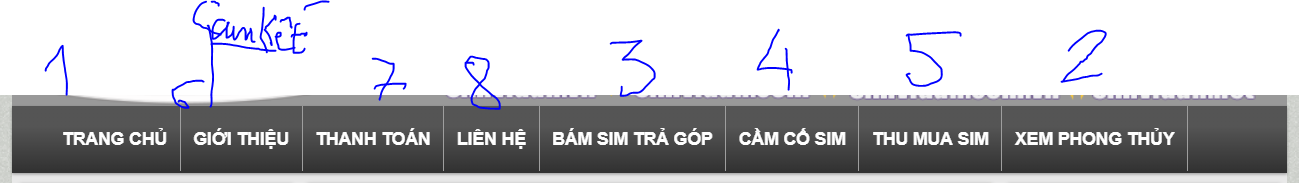 Cam Kết
1 6 7 8 3 4 5 2
TRANG CHỦ GIỚI THIỆU THANH TOÁN LIÊN HỆ BÁM SIM TRẢ GÓP CẦM CỐ SIM THU MUA SIM XEM PHONG THỦY